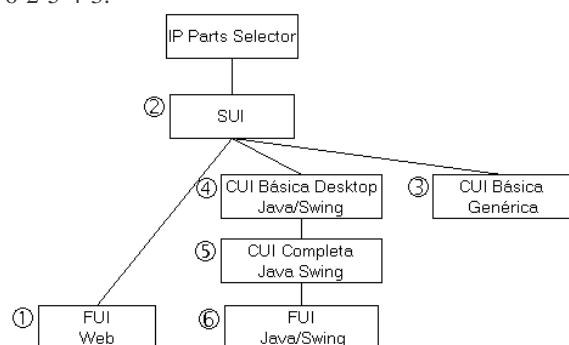 IP Parts Selector
②
SUI
④
CUI Básica Desktop
Java/Swing
③
CUI Básica
Genérica
⑤
CUI Completa
Java Swing
①
FUI
Web
⑥
FUI
Java/Swing